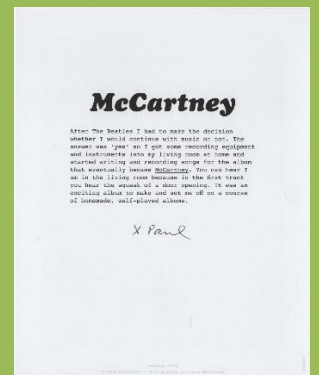 McCartney
After The Beatles I had to make the decision
whether I would continue with music or not. The
answer was 'yes' so I got some recording equipment
and instruments into my living room at home and
started writing and recording songs for the album
that eventually became McCartney. You can hear I
am in the living room because in the first track
you hear the squeak of a door opening. It was an
exciting album to make and set me off on a course
of homemade, self-played albums.
X Paul